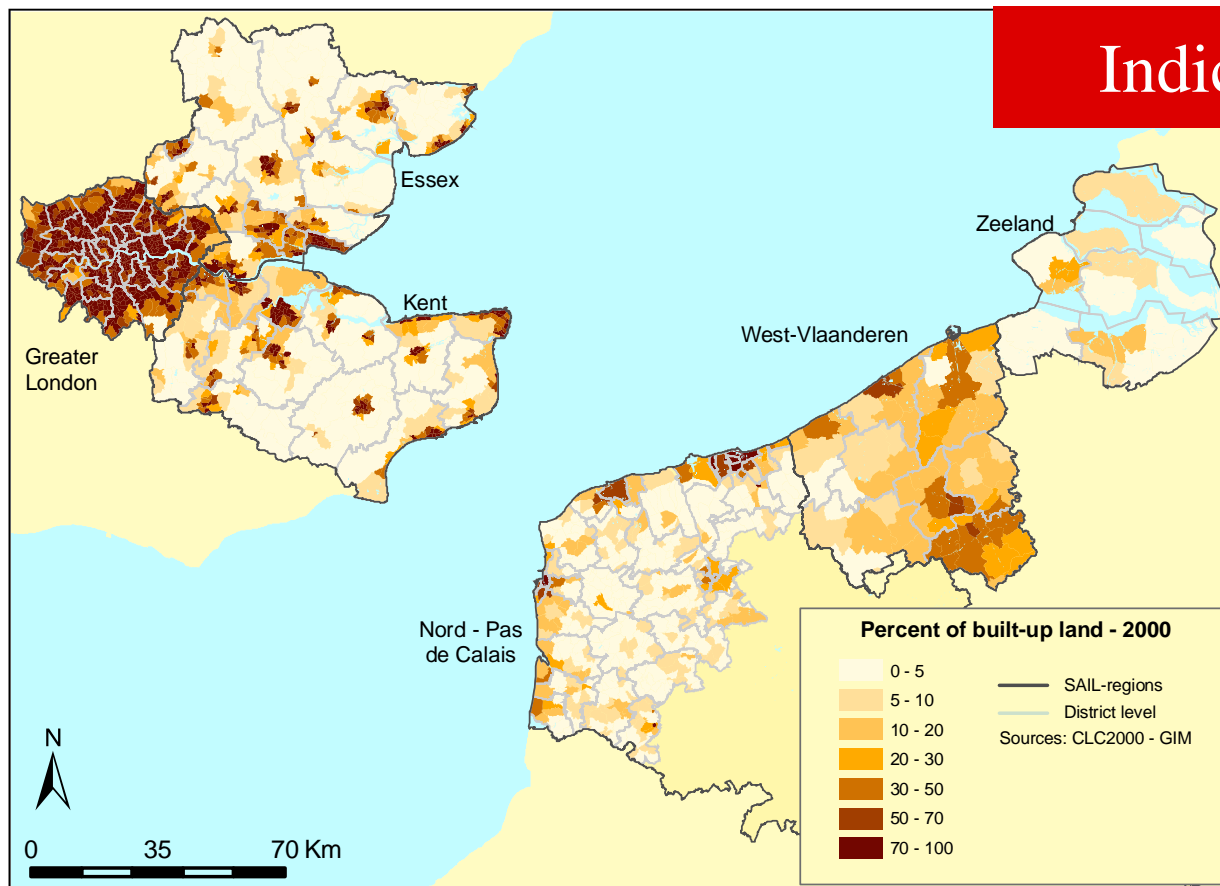 Indic
Essex
Zeeland
Kent
West-Vlaanderen
Greater
London
Nord - Pas
de Calais
N
0 35 70 Km
Percent of built-up land - 2000
0 - 5
5 - 10
10 - 20
20 - 30
30 - 50
50 - 70
70 - 100
SAIL-regions
District level
Sources: CLC2000 - GIM